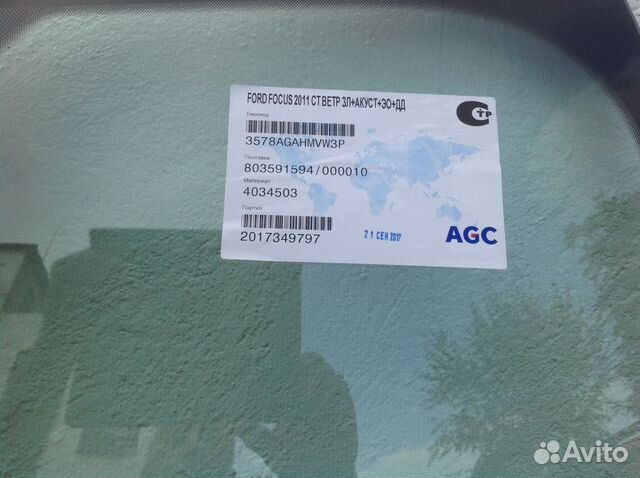 FORD FOCUS 2011 СТ ВЕТР ЗЛ+АКУСТ+ЭО+ДД
Еврокод
3578AGAHMVW3P
Поставка
803591594/000010
Материал
4034503
Партия
2017349797
21 СЕН 2017
AGC
СТР
Avito